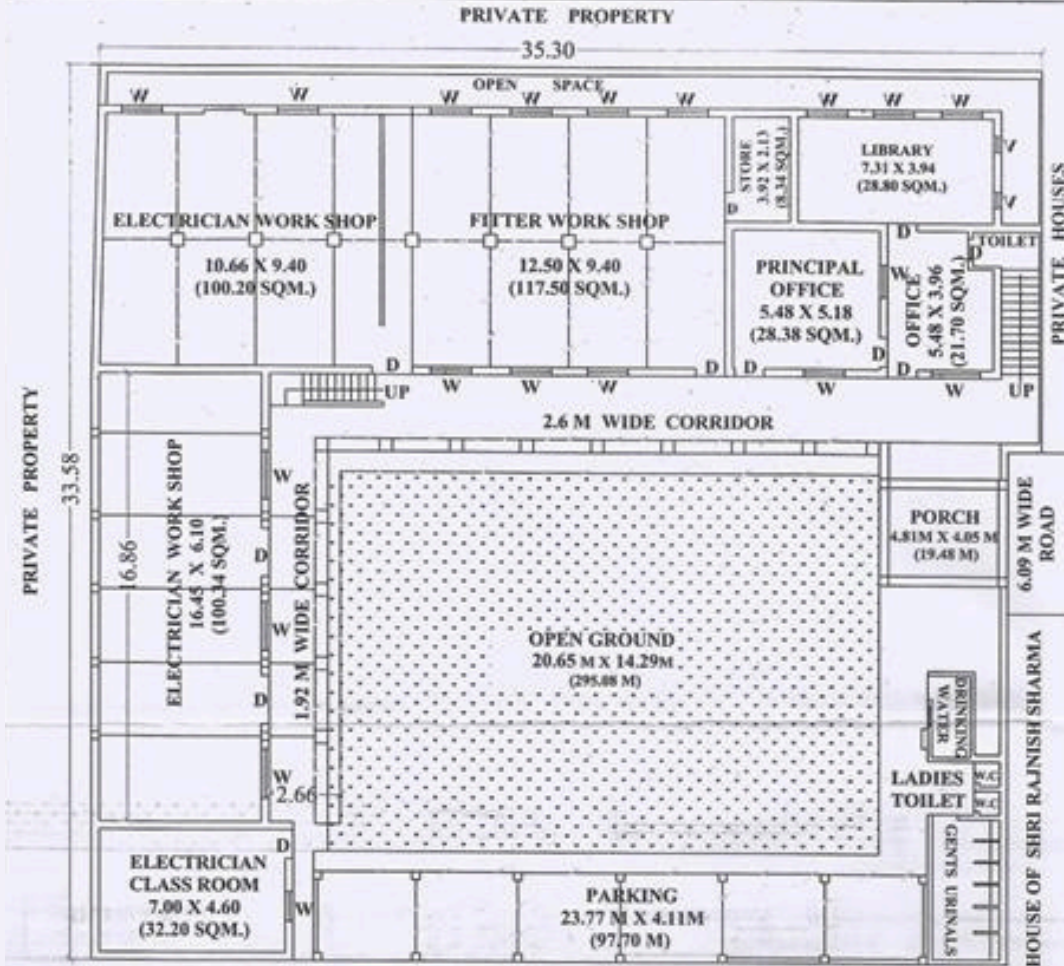 PRIVATE PROPERTY
35.30
OPEN SPACE
W W W W W W W W W
W
W
ELECTRICIAN WORK SHOP
10.66 X 9.40
(100.20 SQM.)
FITTER WORK SHOP
12.50 X 9.40
(117.50 SQM.)
STORE
3.92 X 2.13
(8.34 SQM.)
D
LIBRARY
7.31 X 3.94
(28.80 SQM.)
PRIVATE HOUSES
D
TOILET
D
PRINCIPAL
OFFICE
5.48 X 5.18
(28.38 SQM.)
W
D
OFFICE
5.48 X 3.96
(21.70 SQM.)
D W W W D D W D W
UP
UP
2.6 M WIDE CORRIDOR
PRIVATE PROPERTY
33.58
16.86
ELECTRICIAN WORK SHOP
16.45 X 6.10
(100.34 SQM.)
W
D
W
D
W
1.92 M WIDE CORRIDOR
2.66
PORCH
4.81M X 4.05 M
(19.48 M)
6.09 M WIDE
ROAD
OPEN GROUND
20.65 M X 14.29M
(295.08 M)
DRINKING
WATER
LADIES
TOILET
W.C
W.C
GENTS URINALS
HOUSE OF SHRI RAJNISH SHARMA
D
ELECTRICIAN
CLASS ROOM
7.00 X 4.60
(32.20 SQM.)
W
PARKING
23.77 M X 4.11M
(97.70 M)